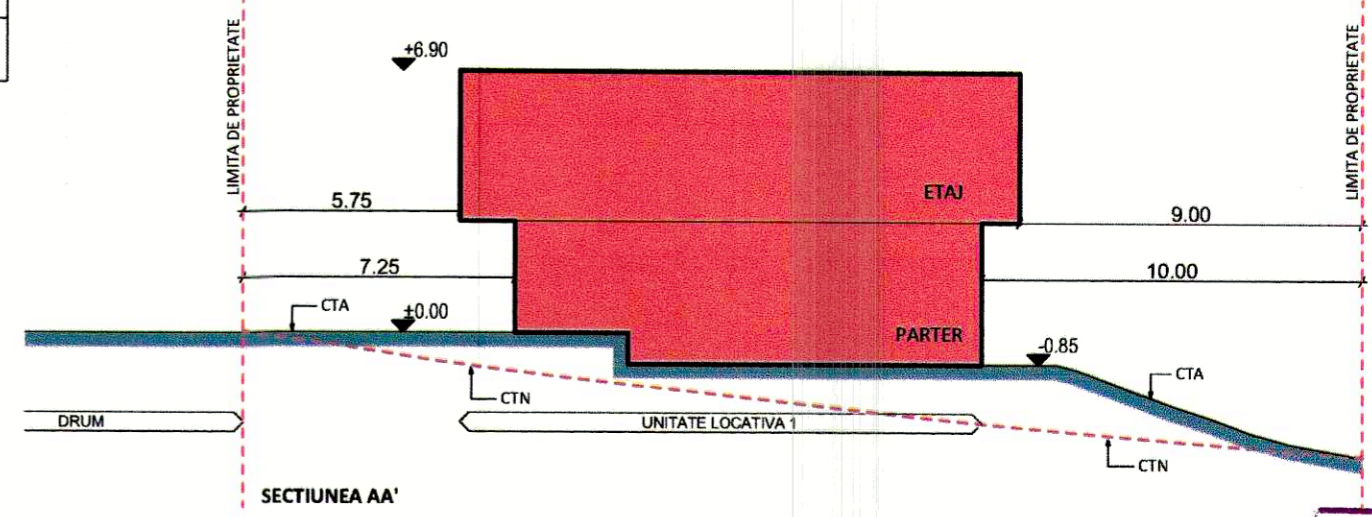 LIMITA DE PROPRIETATE
+6.90
LIMITA DE PROPRIETATE
ETAJ
5.75
9.00
7.25
10.00
CTA
±0.00
PARTER
-0.85
CTA
CTN
DRUM
UNITATE LOCATIVA 1
CTN
SECTIUNEA AA'